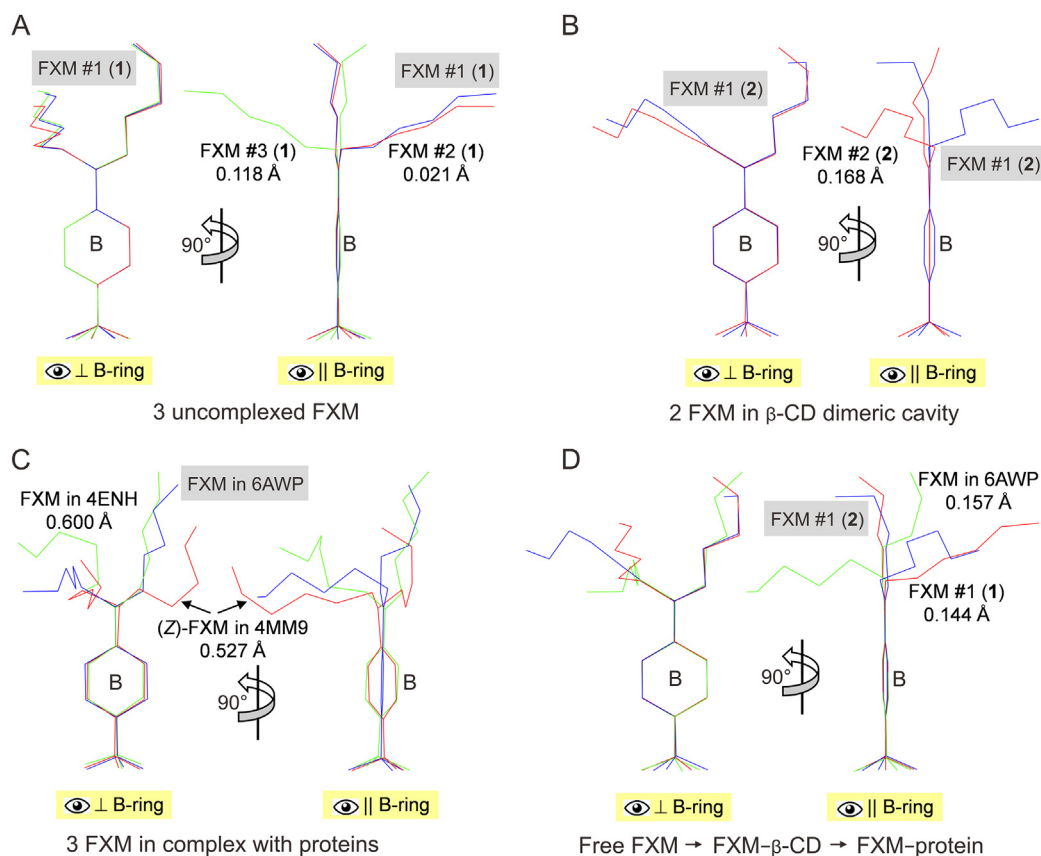 A
FXM #1 (1)
FXM #1 (1)
FXM #3 (1)
0.118 Å
FXM #2 (1)
0.021 Å
B
90°
B
⊥ B-ring
|| B-ring
3 uncomplexed FXM
B
FXM #1 (2)
FXM #2 (2)
0.168 Å
FXM #1 (2)
B
90°
B
⊥ B-ring
|| B-ring
2 FXM in β-CD dimeric cavity
C
FXM in 4ENH
0.600 Å
FXM in 6AWP
(Z)-FXM in 4MM9
0.527 Å
B
90°
B
⊥ B-ring
|| B-ring
3 FXM in complex with proteins
D
FXM #1 (2)
FXM in 6AWP
0.157 Å
FXM #1 (1)
0.144 Å
B
90°
B
⊥ B-ring
|| B-ring
Free FXM → FXM–β-CD → FXM–protein